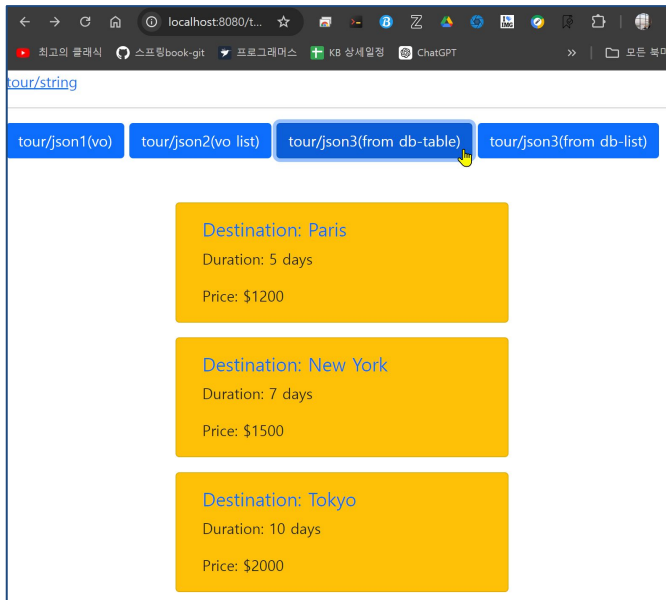 localhost:8080/t...
최고의 클래식 스프링book-git 프로그래머스 KB 상세일정 ChatGPT » 모든 북마
tour/string
tour/json1(vo) tour/json2(vo list) tour/json3(from db-table) tour/json3(from db-list)
Destination: Paris
Duration: 5 days
Price: $1200
Destination: New York
Duration: 7 days
Price: $1500
Destination: Tokyo
Duration: 10 days
Price: $2000